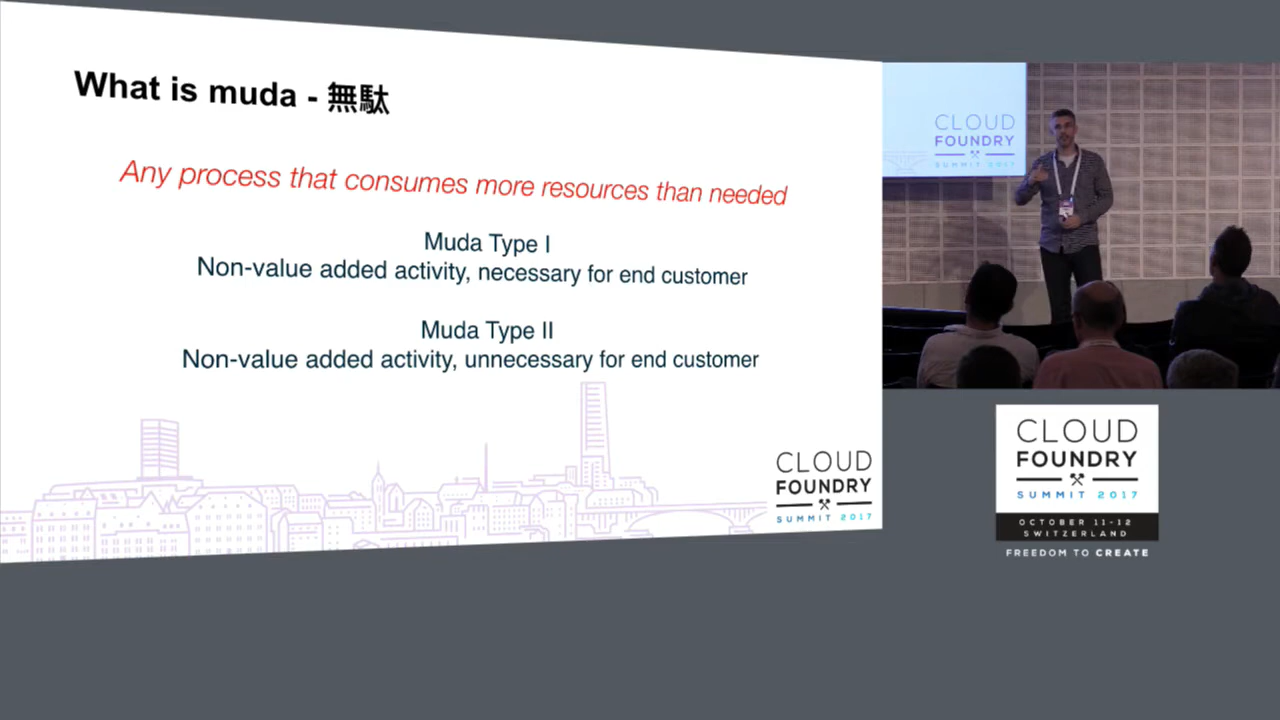 What is muda - 無駄
Any process that consumes more resources than needed
Muda Type I
Non-value added activity, necessary for end customer
Muda Type II
Non-value added activity, unnecessary for end customer
CLOUD
FOUNDRY
SUMMIT 2017
CLOUD
FOUNDRY
SUMMIT 2017
CLOUD
FOUNDRY
SUMMIT 2017
OCTOBER 11-12
SWITZERLAND
FREEDOM TO CREATE